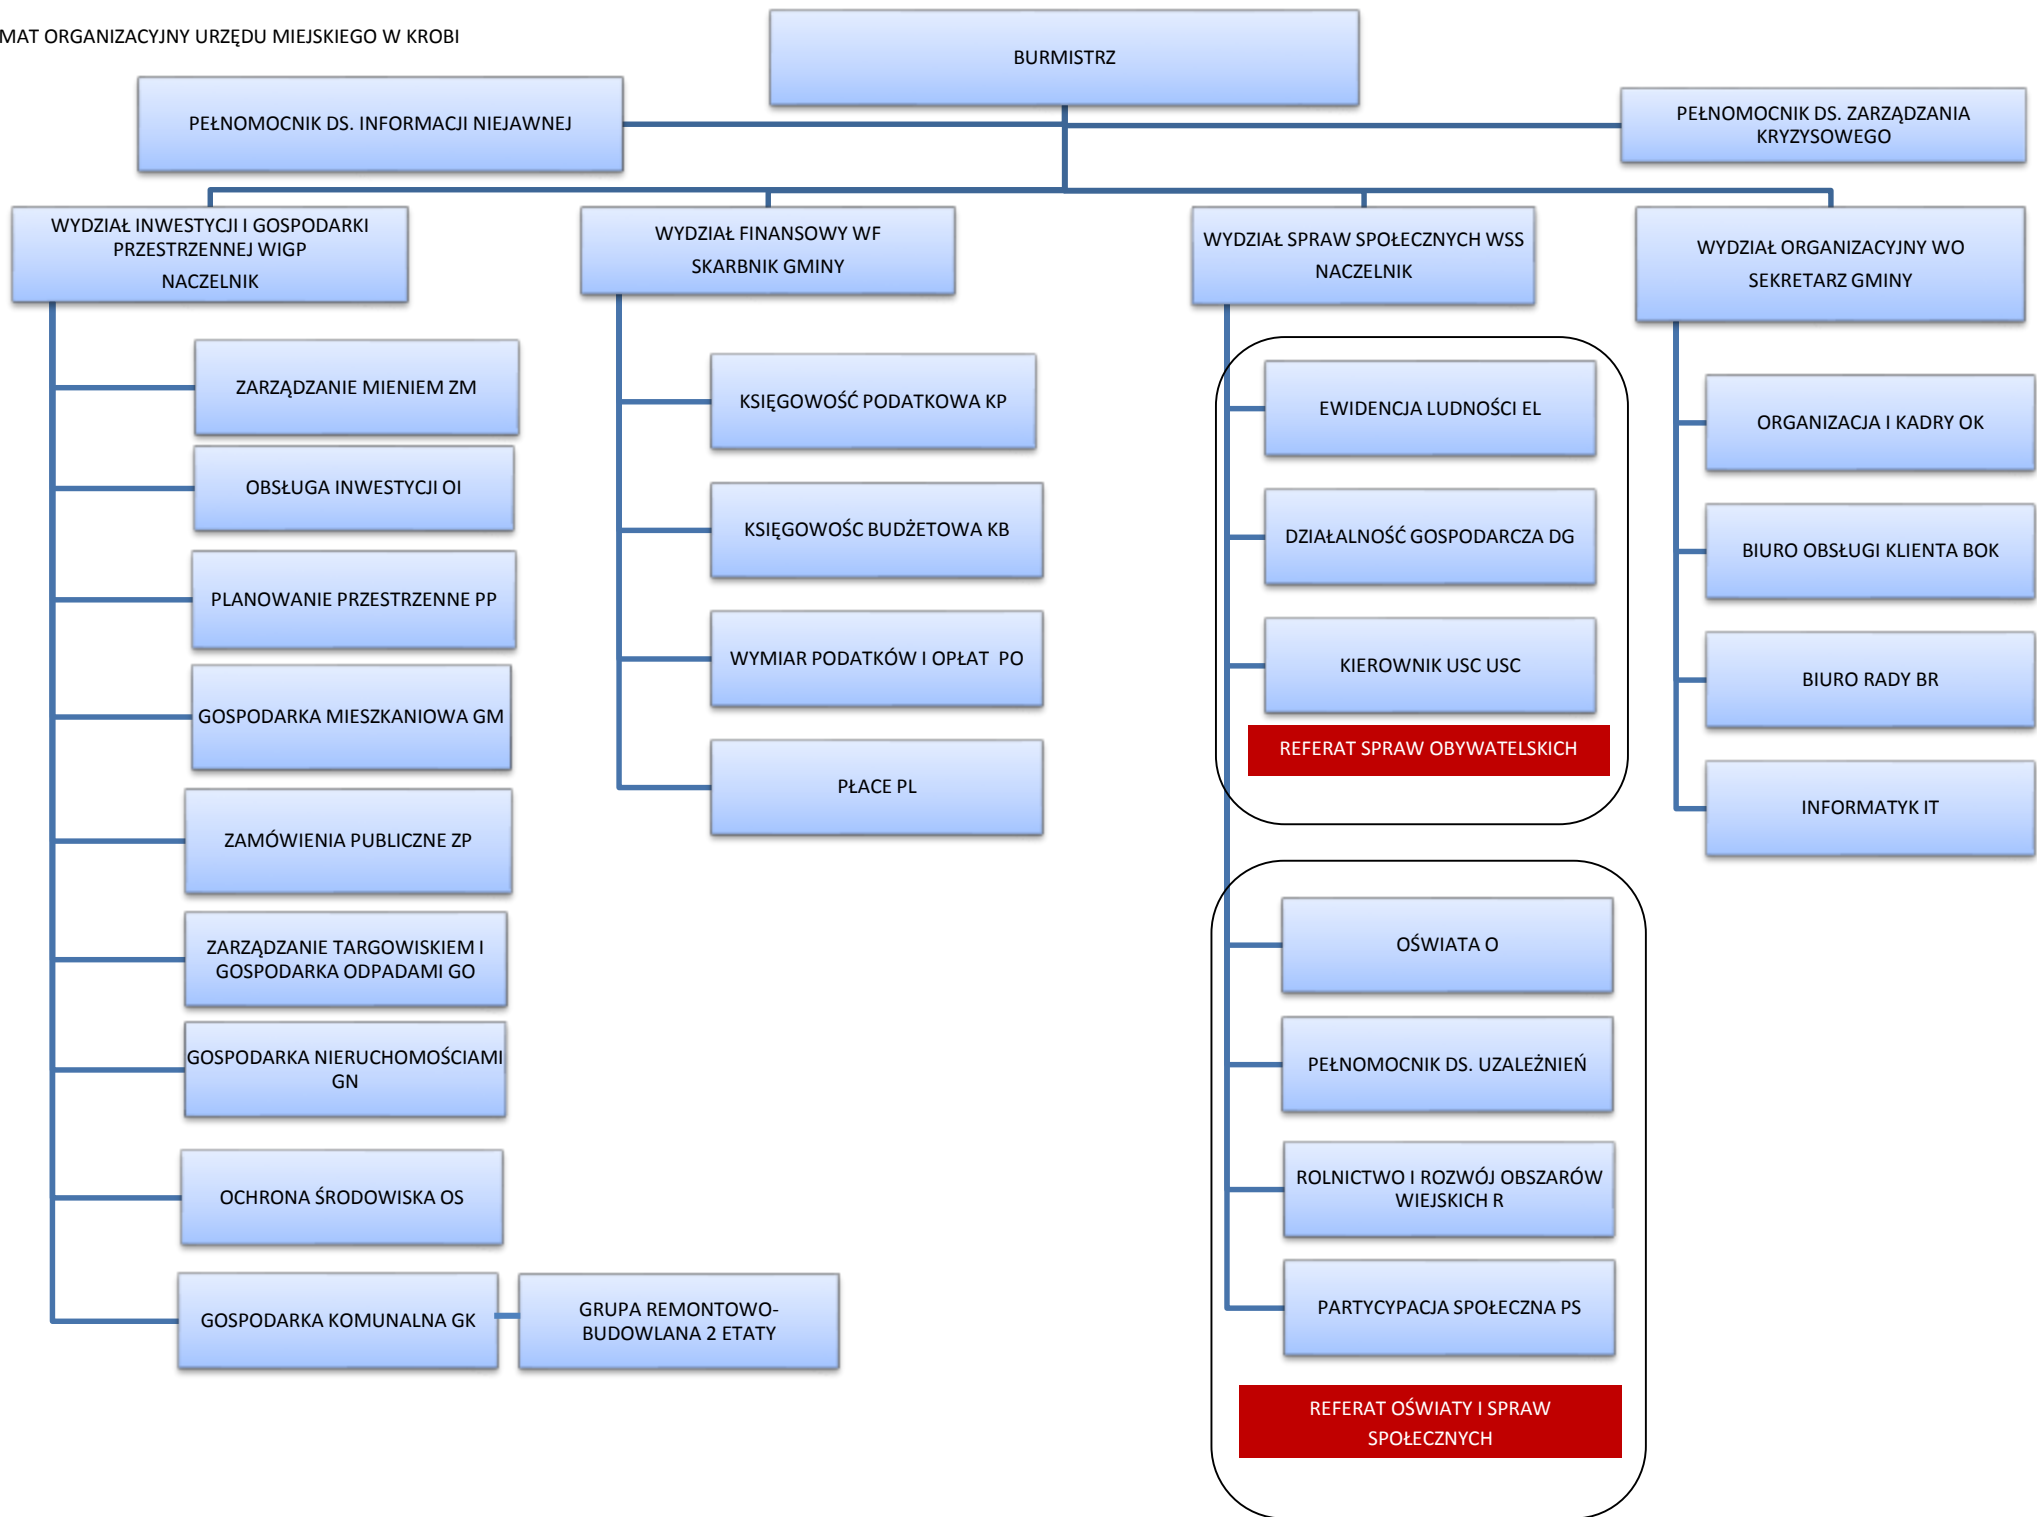 MAT ORGANIZACYJNY URZĘDU MIEJSKIEGO W KROBI
BURMISTRZ
PEŁNOMOCNIK DS. INFORMACJI NIEJAWNEJ
PEŁNOMOCNIK DS. ZARZĄDZANIA
KRYZYSOWEGO
WYDZIAŁ INWESTYCJI I GOSPODARKI
PRZESTRZENNEJ WIGP
NACZELNIK
ZARZĄDZANIE MIENIEM ZM
OBSŁUGA INWESTYCJI OI
PLANOWANIE PRZESTRZENNE PP
GOSPODARKA MIESZKANIOWA GM
ZAMÓWIENIA PUBLICZNE ZP
ZARZĄDZANIE TARGOWISKIEM I
GOSPODARKA ODPADAMI GO
GOSPODARKA NIERUCHOMOŚCIAMI
GN
OCHRONA ŚRODOWISKA OS
GOSPODARKA KOMUNALNA GK
GRUPA REMONTOWO-
BUDOWLANA 2 ETATY
WYDZIAŁ FINANSOWY WF
SKARBNIK GMINY
KSIĘGOWOŚĆ PODATKOWA KP
KSIĘGOWOŚC BUDŻETOWA KB
WYMIAR PODATKÓW I OPŁAT PO
PŁACE PL
WYDZIAŁ SPRAW SPOŁECZNYCH WSS
NACZELNIK
EWIDENCJA LUDNOŚCI EL
DZIAŁALNOŚĆ GOSPODARCZA DG
KIEROWNIK USC USC
REFERAT SPRAW OBYWATELSKICH
OŚWIATA O
PEŁNOMOCNIK DS. UZALEŻNIEŃ
ROLNICTWO I ROZWÓJ OBSZARÓW
WIEJSKICH R
PARTYCYPACJA SPOŁECZNA PS
REFERAT OŚWIATY I SPRAW
SPOŁECZNYCH
WYDZIAŁ ORGANIZACYJNY WO
SEKRETARZ GMINY
ORGANIZACJA I KADRY OK
BIURO OBSŁUGI KLIENTA BOK
BIURO RADY BR
INFORMATYK IT